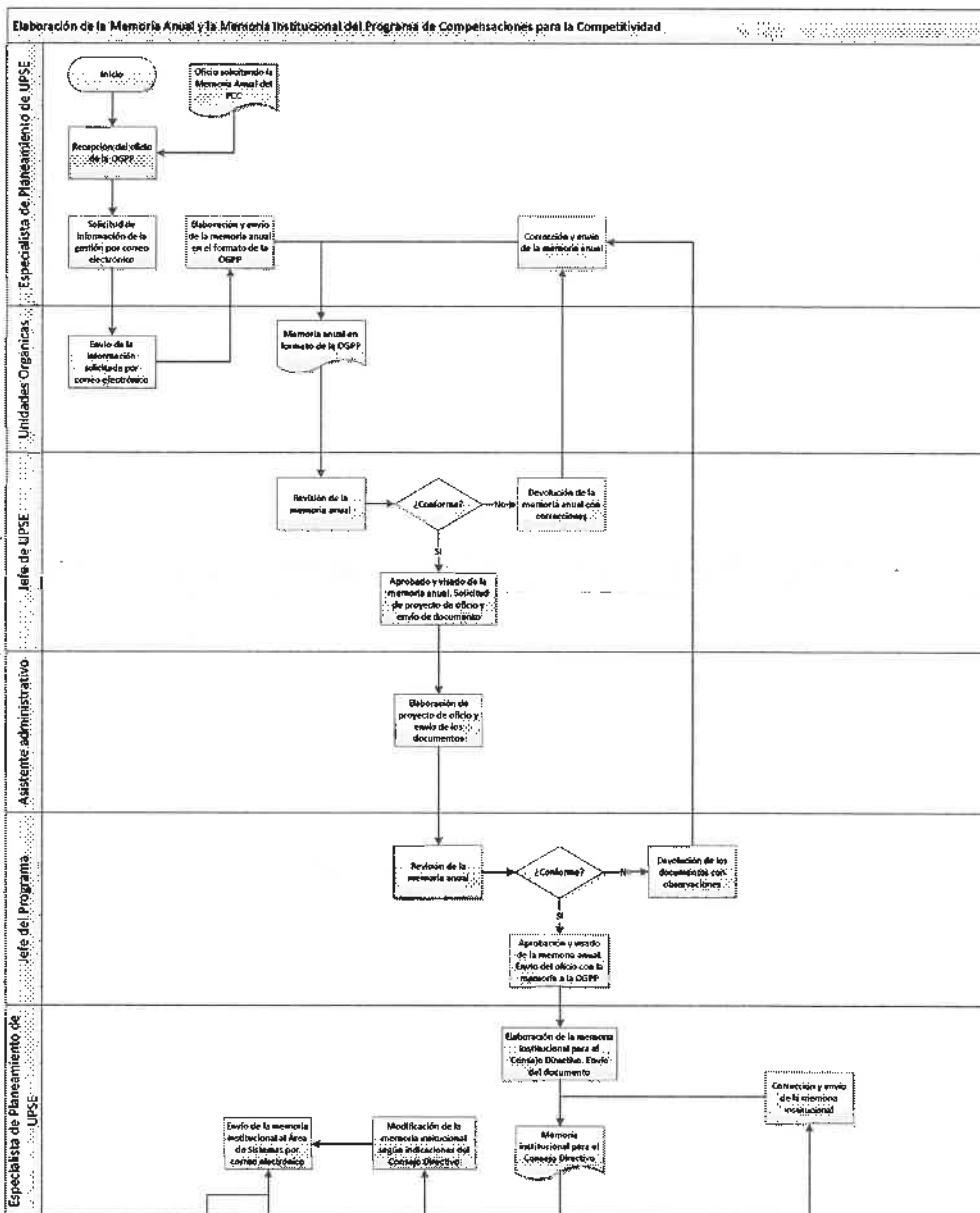 Elaboración de la Memoria Anual y la Memoria Institucional del Programa de Compensaciones para la Competitividad
Especialista de Planeamiento de UPSE
Inicio
Oficio solicitando la
Memoria Anual del
PCC
Recepción del oficio
de la OGPP
Solicitud de
información de la
gestión por correo
electrónico
Elaboración y envío
de la memoria anual
en el formato de la
OGPP
Corrección y envío
de la memoria anual
Unidades Orgánicas
Envío de la
información
solicitada por
correo electrónico
Memoria anual en
formato de la OGPP
Jefe de UPSE
Revisión de la
memoria anual
¿Conforme?
No
Devolución de la
memoria anual con
correcciones
SI
Aprobado y visado de la
memoria anual. Solicitud
de proyecto de oficio y
envío de documento
Asistente administrativo
Elaboración de
proyecto de oficio y
envío de los
documentos
Jefe del Programa
Revisión de la
memoria anual
¿Conforme?
N
Devolución de los
documentos con
observaciones
SI
Aprobación y visado
de la memoria anual.
Envío del oficio con la
memoria a la OGPP
Especialista de Planeamiento de
UPSE
Elaboración de la memoria
institucional para el
Consejo Directivo. Envío
del documento
Corrección y envío
de la memoria
institucional
Envío de la memoria
institucional al Área
de Sistemas por
correo electrónico
Modificación de la
memoria insitucional
según indicaciones del
Consejo Directivo
Memoria
institucional para el
Consejo Directivo